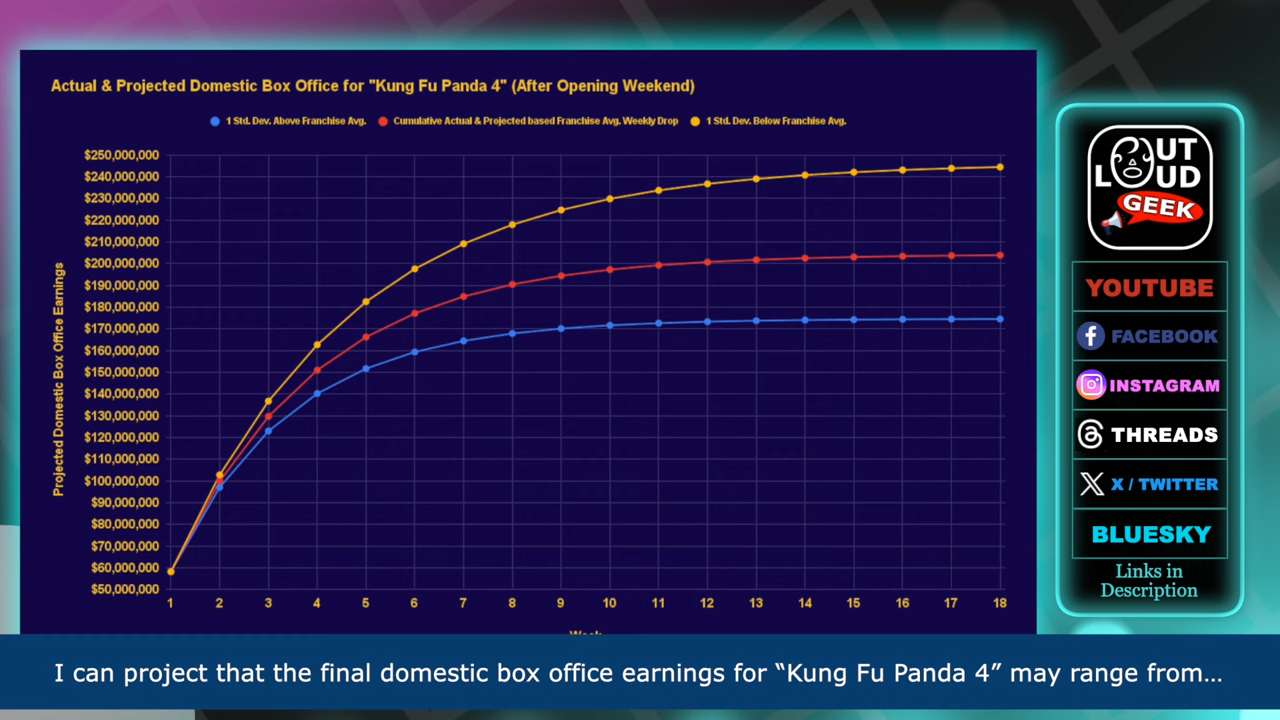 Actual & Projected Domestic Box Office for "Kung Fu Panda 4" (After Opening Weekend)
1 Std. Dev. Above Franchise Avg. Cumulative Actual & Projected based Franchise Avg. Weekly Drop 1 Std. Dev. Below Franchise Avg.
Projected Domestic Box Office Earnings
$250,000,000
$240,000,000
$230,000,000
$220,000,000
$210,000,000
$200,000,000
$190,000,000
$180,000,000
$170,000,000
$160,000,000
$150,000,000
$140,000,000
$130,000,000
$120,000,000
$110,000,000
$100,000,000
$90,000,000
$80,000,000
$70,000,000
$60,000,000
$50,000,000
1 2 3 4 5 6 7 8 9 10 11 12 13 14 15 16 17 18
Week
OUT
LOUD
GEEK
YOUTUBE
FACEBOOK
INSTAGRAM
THREADS
X / TWITTER
BLUESKY
Links in
Description
I can project that the final domestic box office earnings for “Kung Fu Panda 4” may range from...